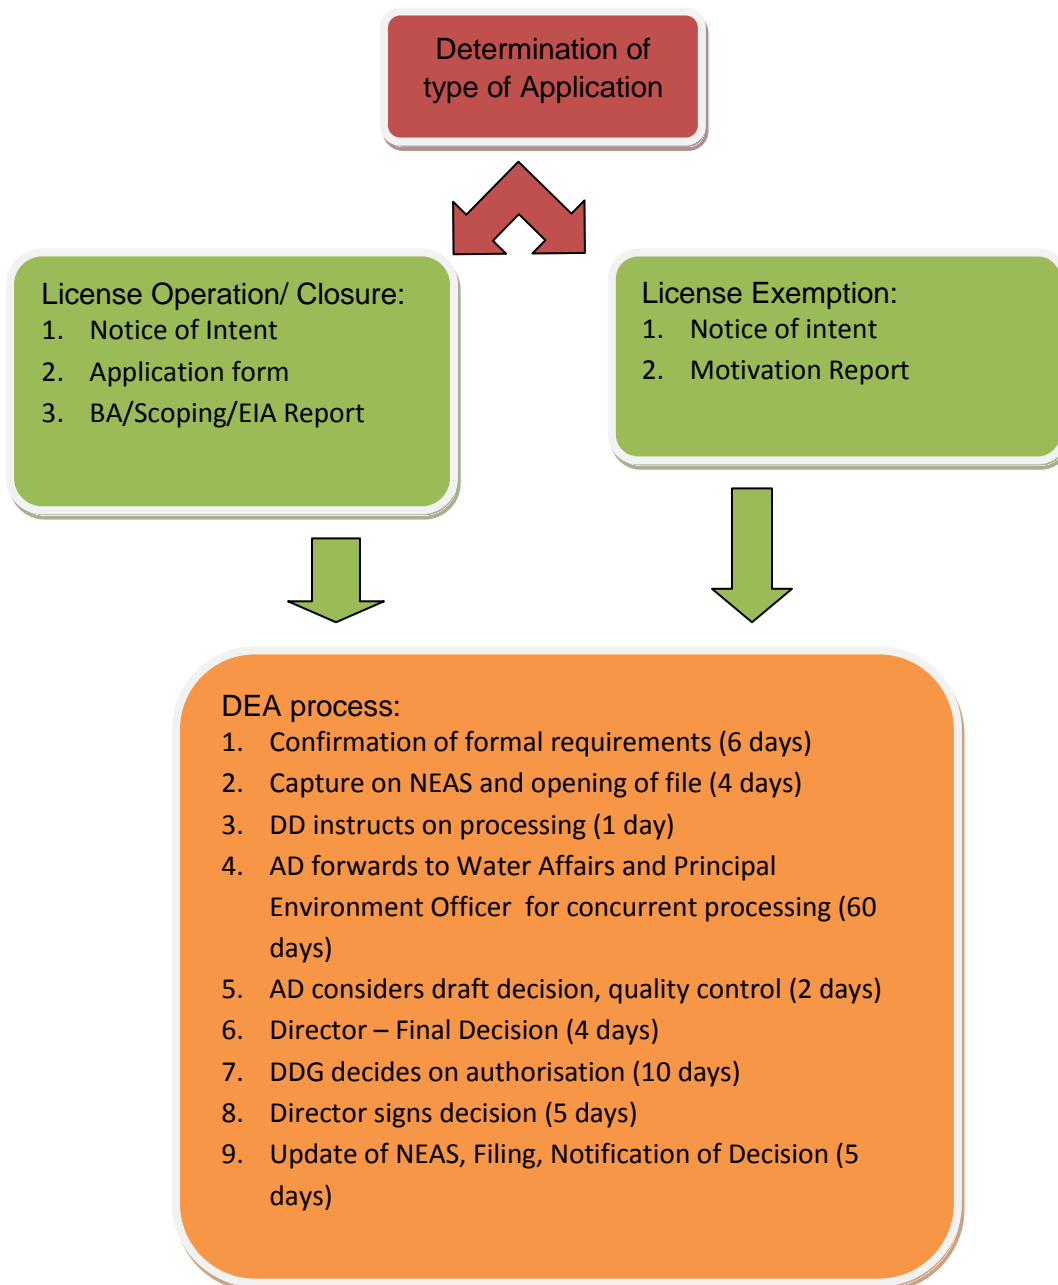 Determination of
type of Application
License Operation/ Closure:
1. Notice of Intent
2. Application form
3. BA/Scoping/EIA Report
License Exemption:
1. Notice of intent
2. Motivation Report
DEA process:
1. Confirmation of formal requirements (6 days)
2. Capture on NEAS and opening of file (4 days)
3. DD instructs on processing (1 day)
4. AD forwards to Water Affairs and Principal
Environment Officer for concurrent processing (60
days)
5. AD considers draft decision, quality control (2 days)
6. Director – Final Decision (4 days)
7. DDG decides on authorisation (10 days)
8. Director signs decision (5 days)
9. Update of NEAS, Filing, Notification of Decision (5
days)